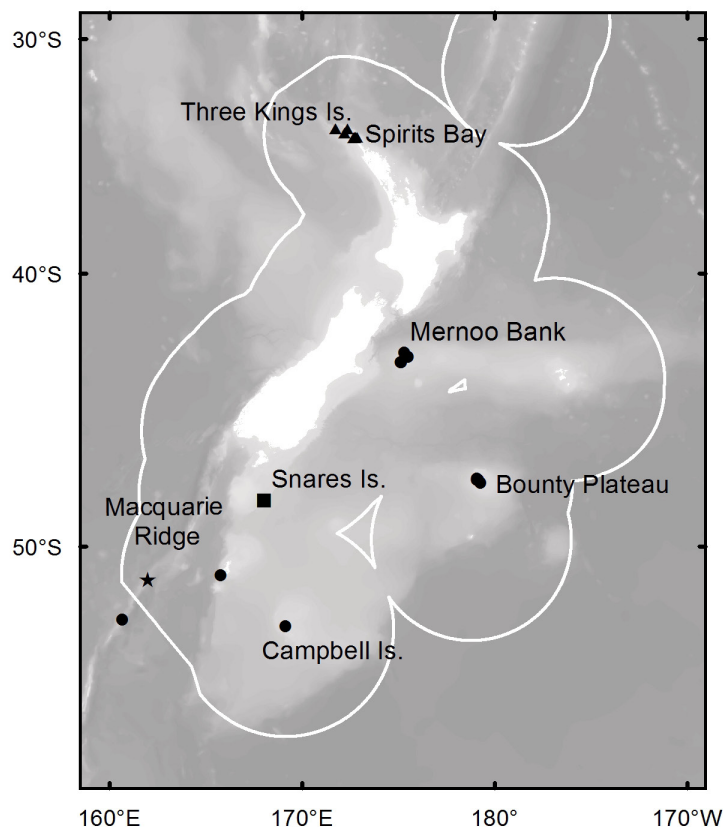 30°S
Three Kings Is.
Spirits Bay
40°S
Mernoo Bank
Snares Is.
Bounty Plateau
Macquarie
Ridge
50°S
Campbell Is.
160°E 170°E 180° 170°W